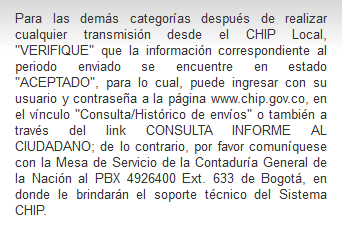 Para las demás categorías después de realizar
cualquier transmisión desde el CHIP Local,
"VERIFIQUE" que la información correspondiente al
periodo enviado se encuentre en estado
"ACEPTADO", para lo cual, puede ingresar con su
usuario y contraseña a la página www.chip.gov.co, en
el vínculo "Consulta/Histórico de envíos" o también a
través del link CONSULTA INFORME AL
CIUDADANO; de lo contrario, por favor comuníquese
con la Mesa de Servicio de la Contaduría General de
la Nación al PBX 4926400 Ext. 633 de Bogotá, en
donde le brindarán el soporte técnico del Sistema
CHIP.